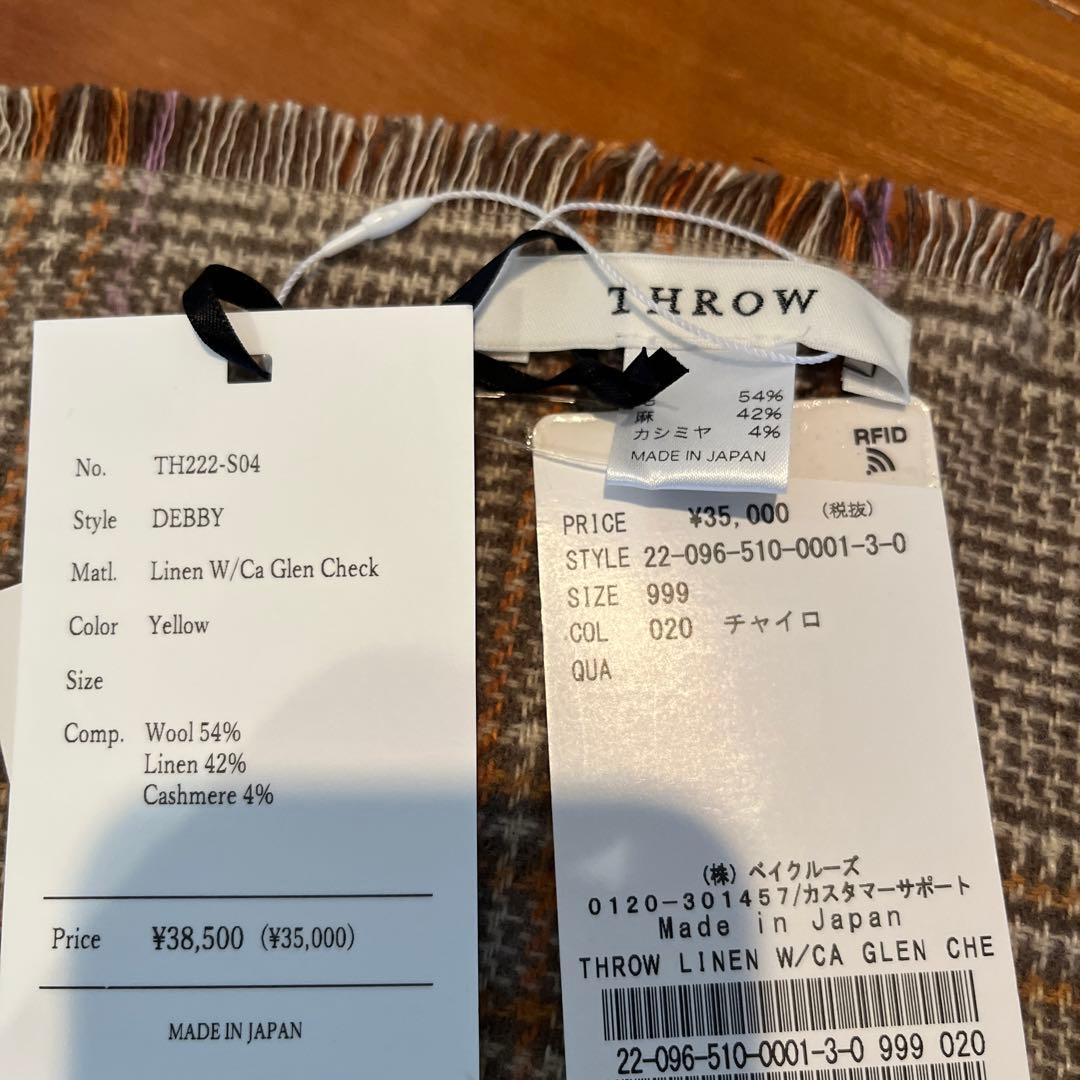 THROW
54%
麻 42%
カシミヤ 4%
MADE IN JAPAN
No. TH222-S04
Style DEBBY
Matl. Linen W/Ca Glen Check
Color Yellow
Size
Comp. Wool 54%
Linen 42%
Cashmere 4%
Price ¥38,500 (¥35,000)
MADE IN JAPAN
RFID
PRICE ¥35,000 (税抜)
STYLE 22-096-510-0001-3-0
SIZE 999
COL 020 チャイロ
QUA
(株) ベイクルーズ
0120-301457/カスタマーサポート
Made in Japan
THROW LINEN W/CA GLEN CHE
22-096-510-0001-3-0 999 020